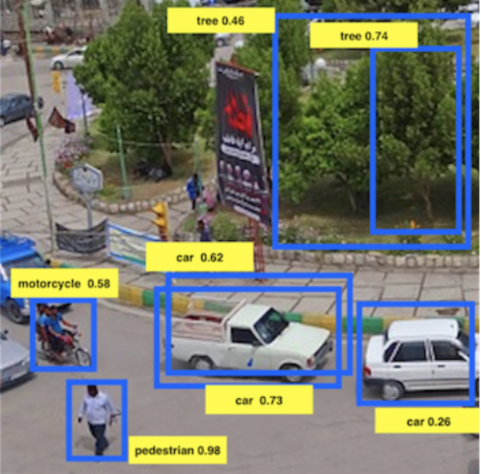 tree 0.46
tree 0.74
car 0.62
motorcycle 0.58
car 0.73
car 0.26
pedestrian 0.98